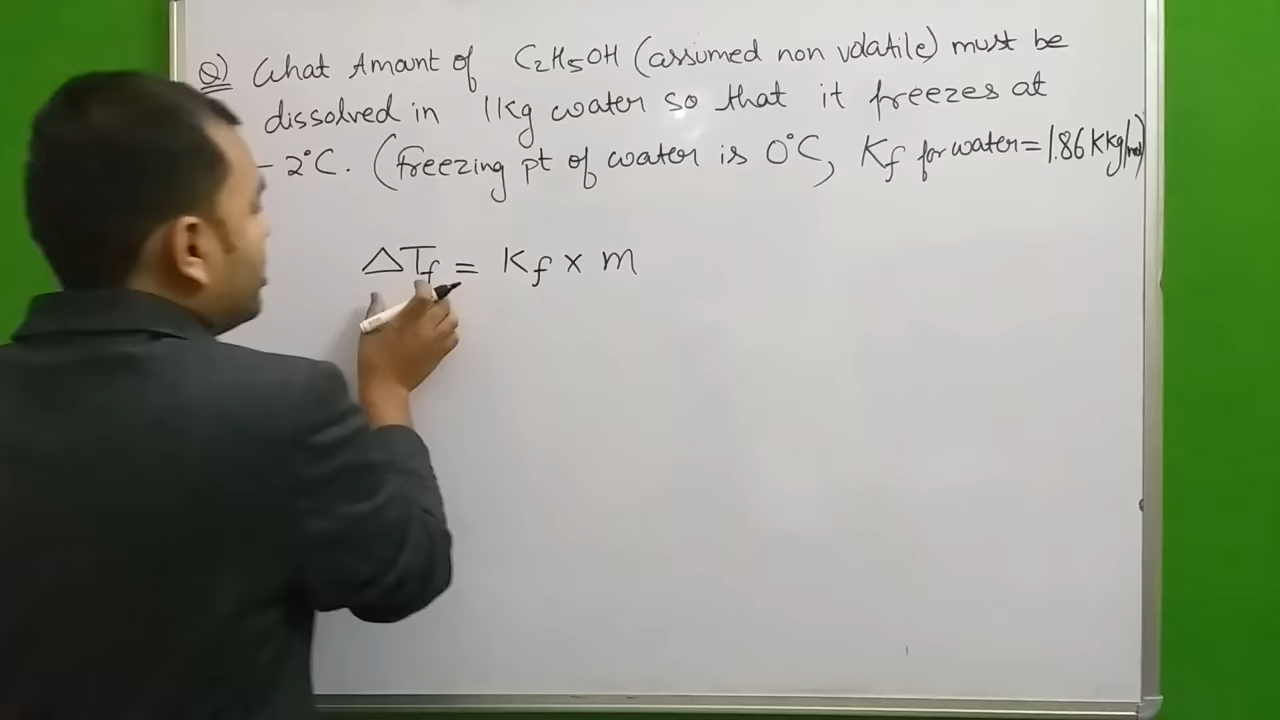 Q) What Amount of C₂H₅OH (assumed non volatile) must be
dissolved in 1Kg water so that it freezes at
- 2°C. (freezing pt of water is 0°C, Kf for water = 1.86 K Kg/mol)
ΔTf = Kf x m